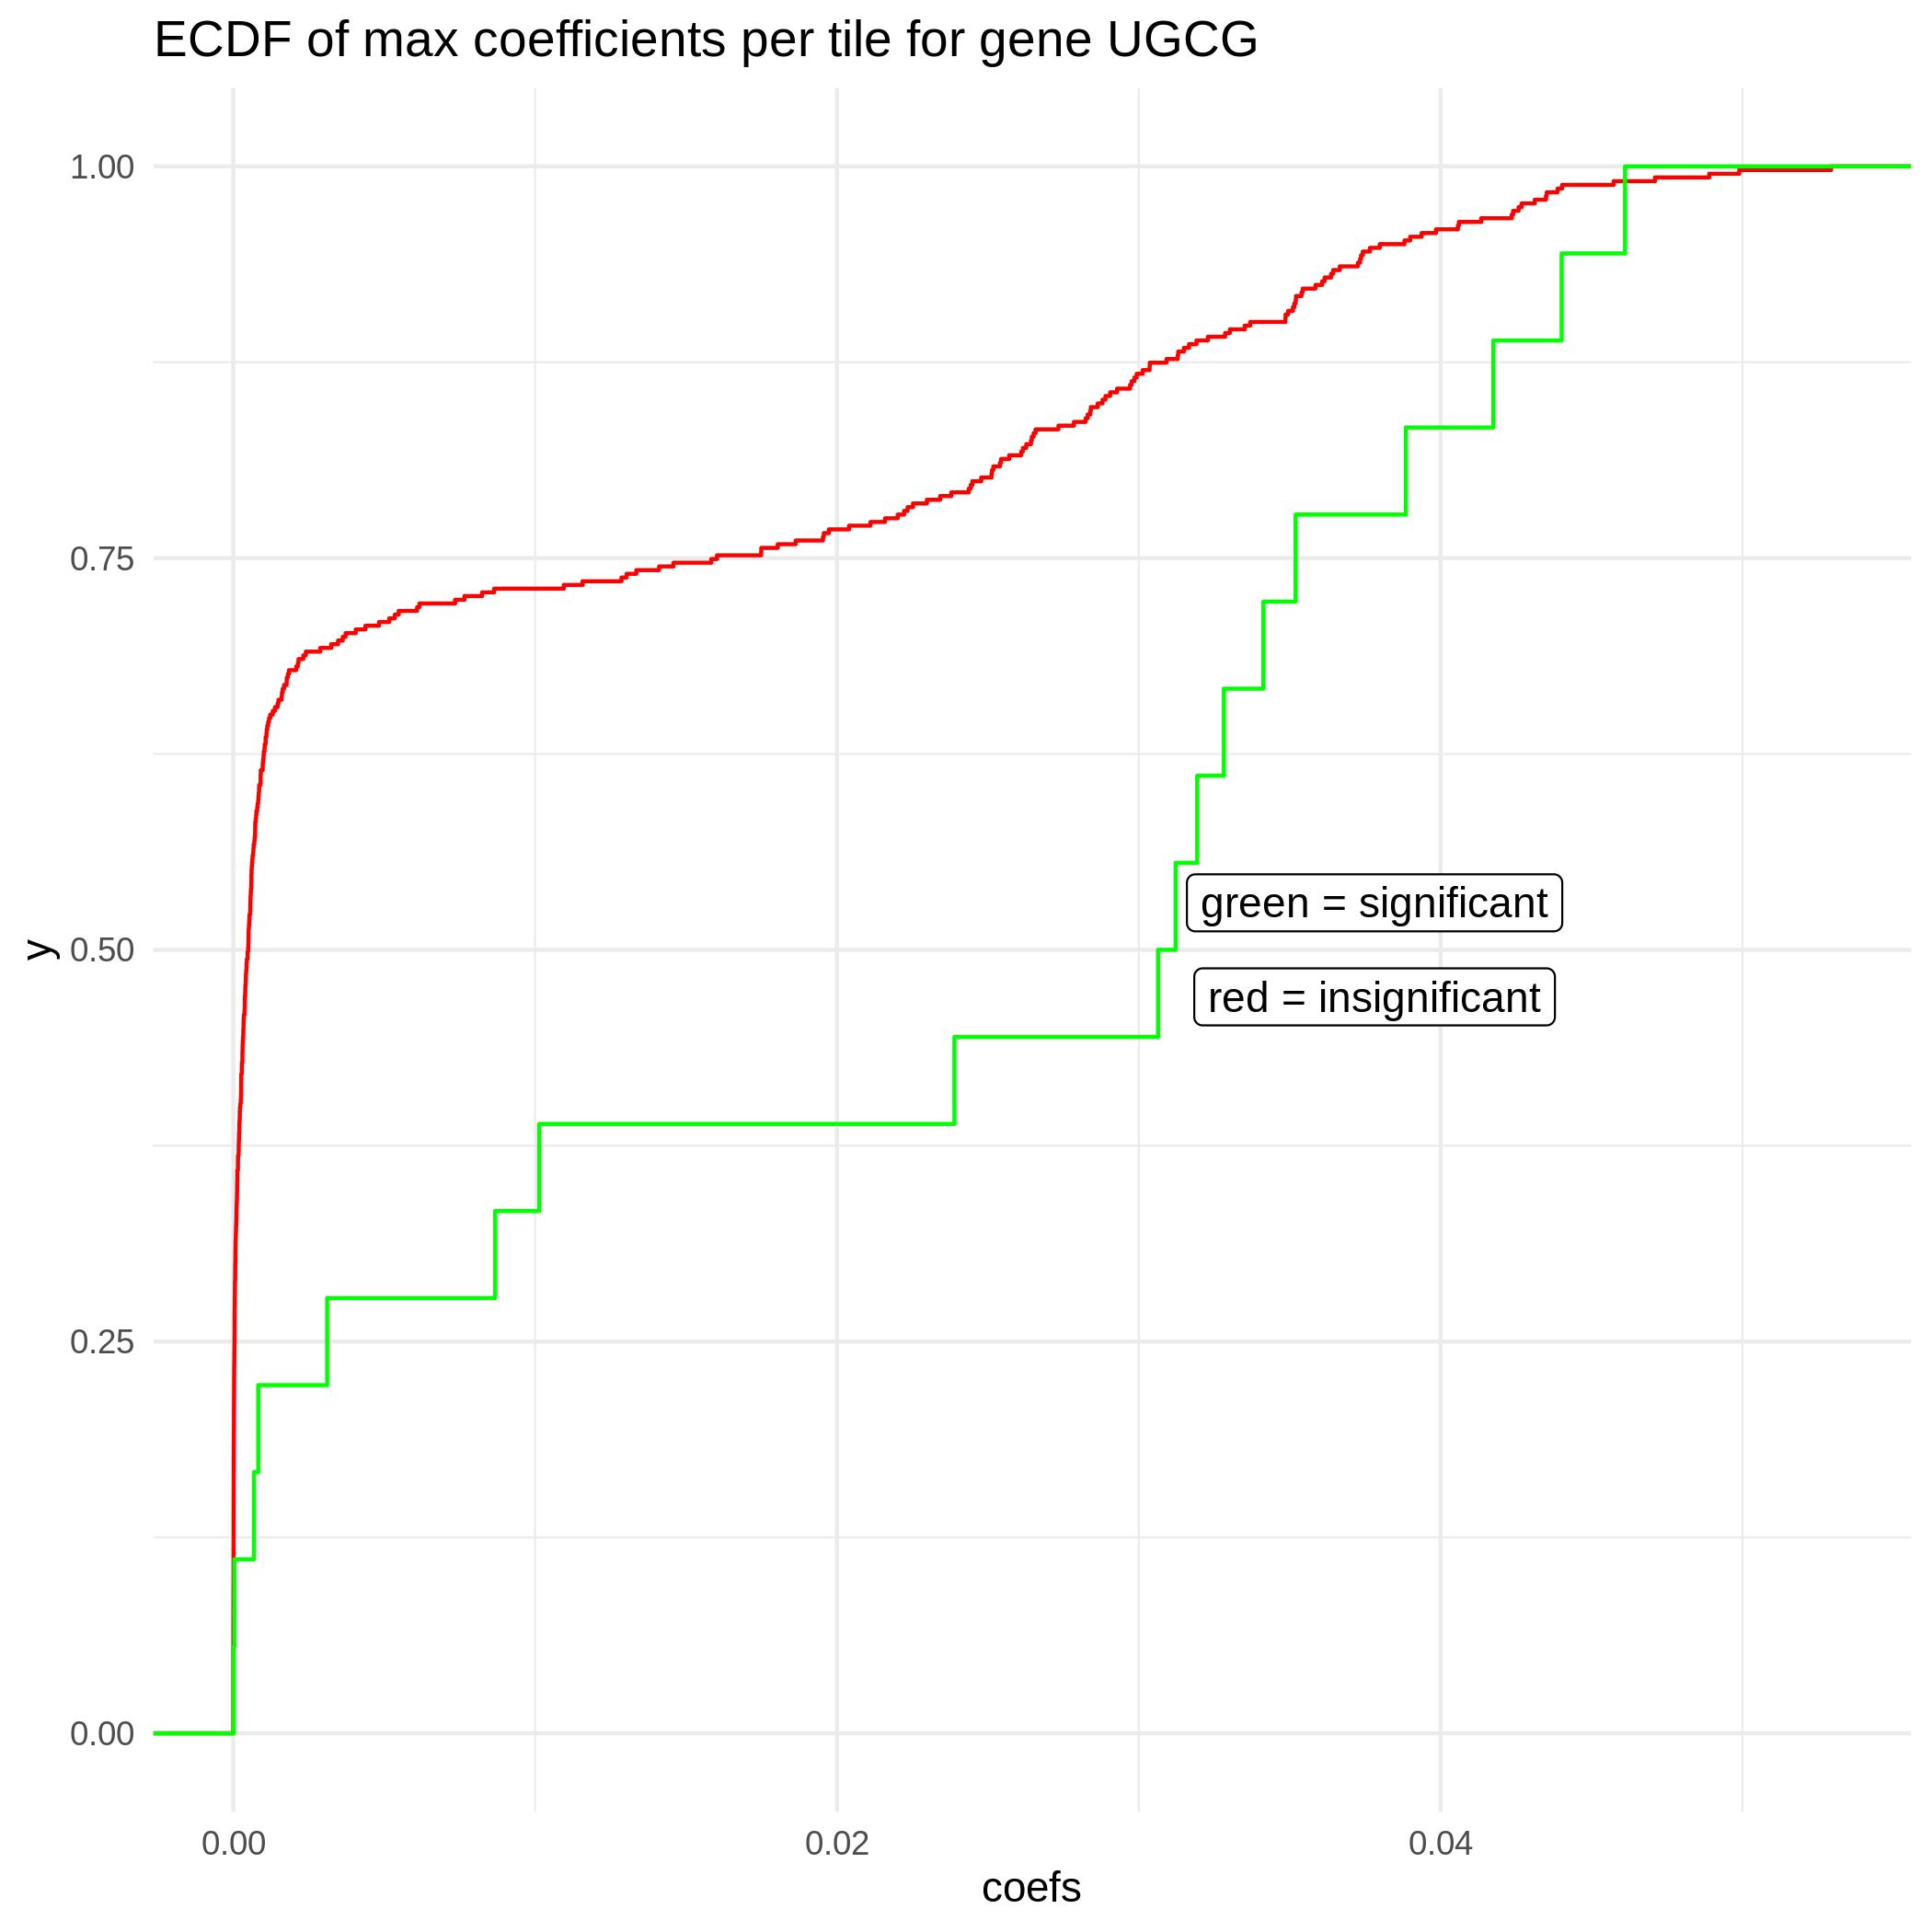 ECDF of max coefficients per tile for gene UGCG
1.00
0.75
0.50
0.25
0.00
y
green = significant
red = insignificant
0.00 0.02 0.04
coefs